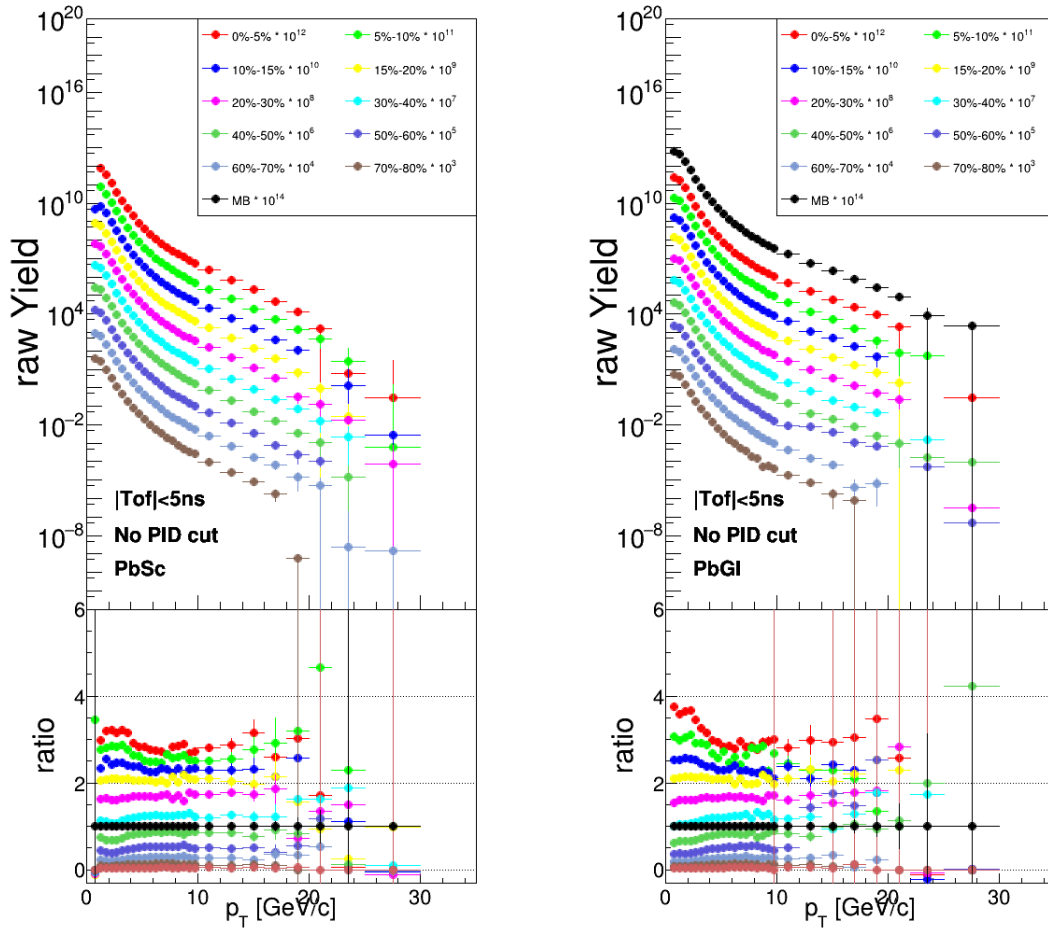 10^20
10^16
10^10
10^4
10^-2
10^-8
raw Yield
0%-5% * 10^12 5%-10% * 10^11
10%-15% * 10^10 15%-20% * 10^9
20%-30% * 10^8 30%-40% * 10^7
40%-50% * 10^6 50%-60% * 10^5
60%-70% * 10^4 70%-80% * 10^3
MB * 10^14
|Tof|<5ns
No PID cut
PbSc
6
4
2
0
ratio
0 10 20 30
p_T [GeV/c]
10^20
10^16
10^10
10^4
10^-2
10^-8
raw Yield
0%-5% * 10^12 5%-10% * 10^11
10%-15% * 10^10 15%-20% * 10^9
20%-30% * 10^8 30%-40% * 10^7
40%-50% * 10^6 50%-60% * 10^5
60%-70% * 10^4 70%-80% * 10^3
MB * 10^14
|Tof|<5ns
No PID cut
PbGl
6
4
2
0
ratio
0 10 20 30
p_T [GeV/c]